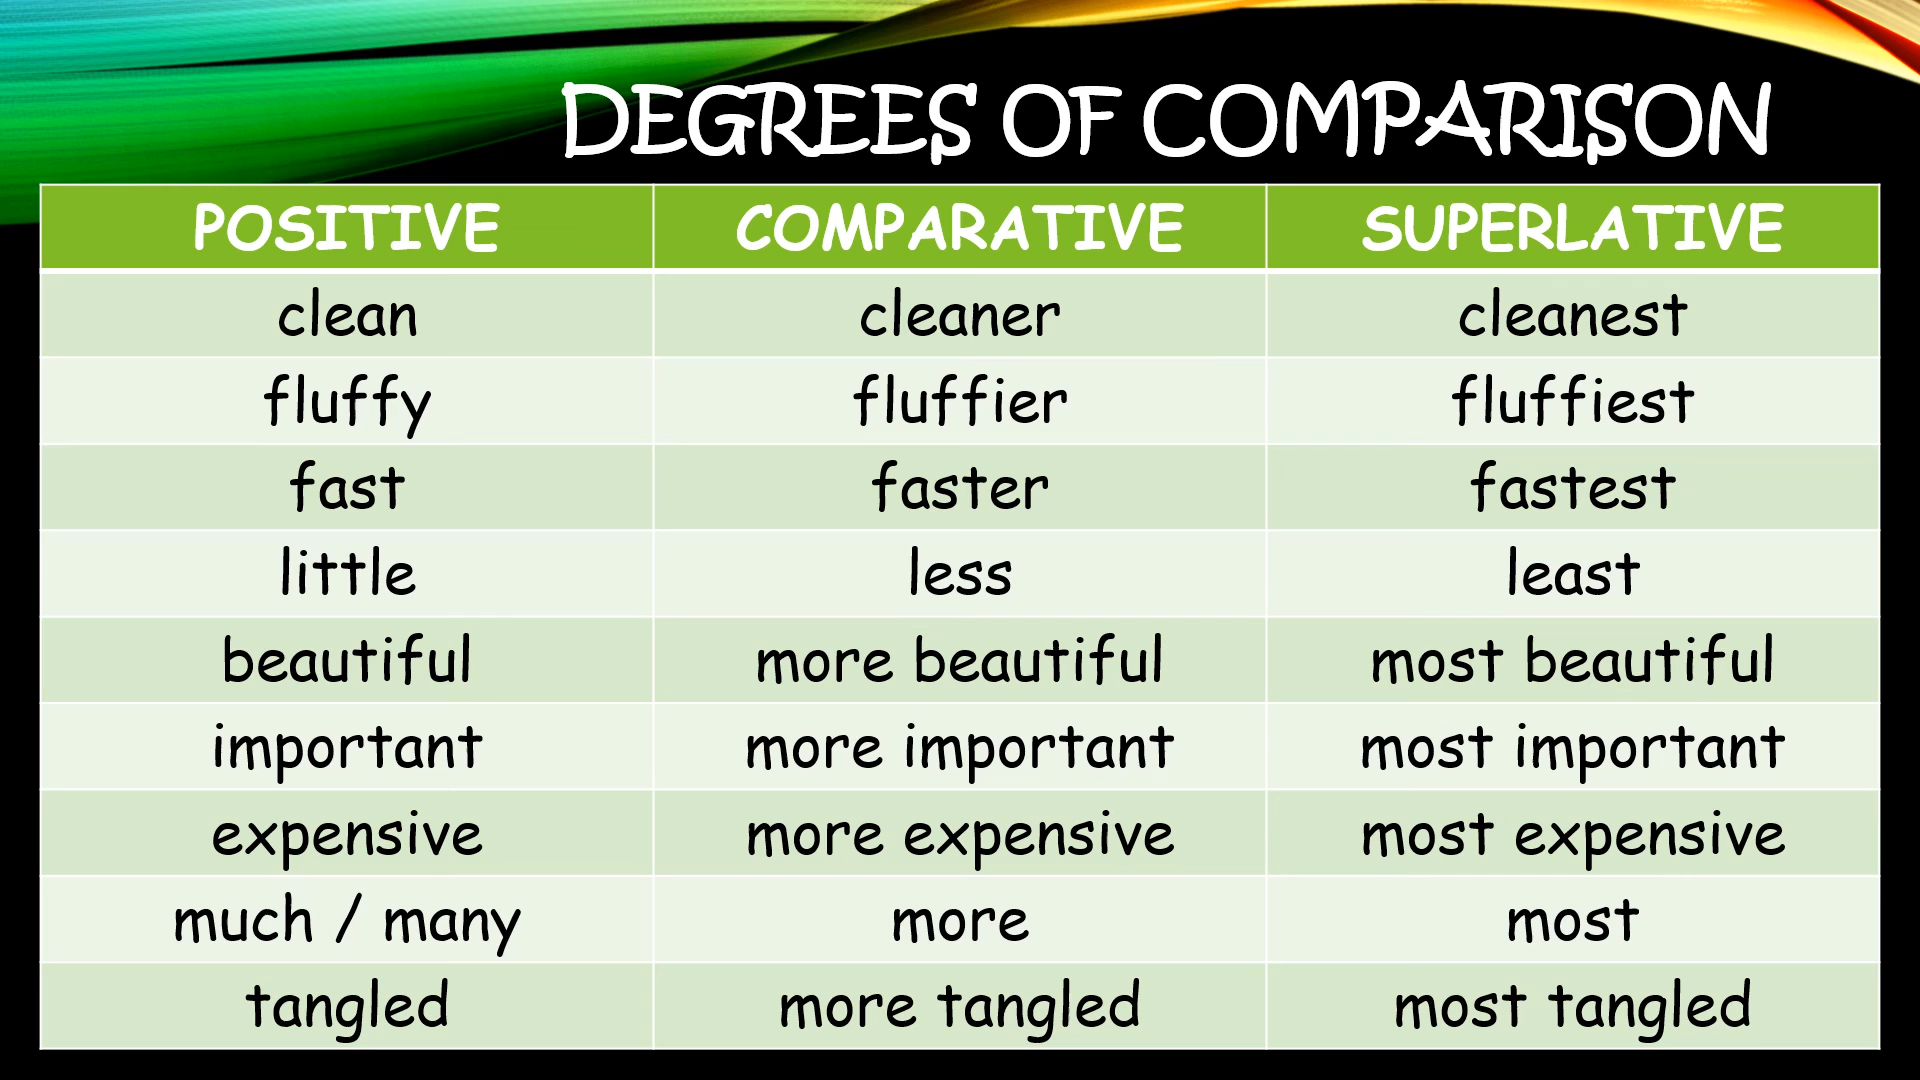 DEGREES OF COMPARISON
POSITIVE COMPARATIVE SUPERLATIVE
clean cleaner cleanest
fluffy fluffier fluffiest
fast faster fastest
little less least
beautiful more beautiful most beautiful
important more important most important
expensive more expensive most expensive
much / many more most
tangled more tangled most tangled